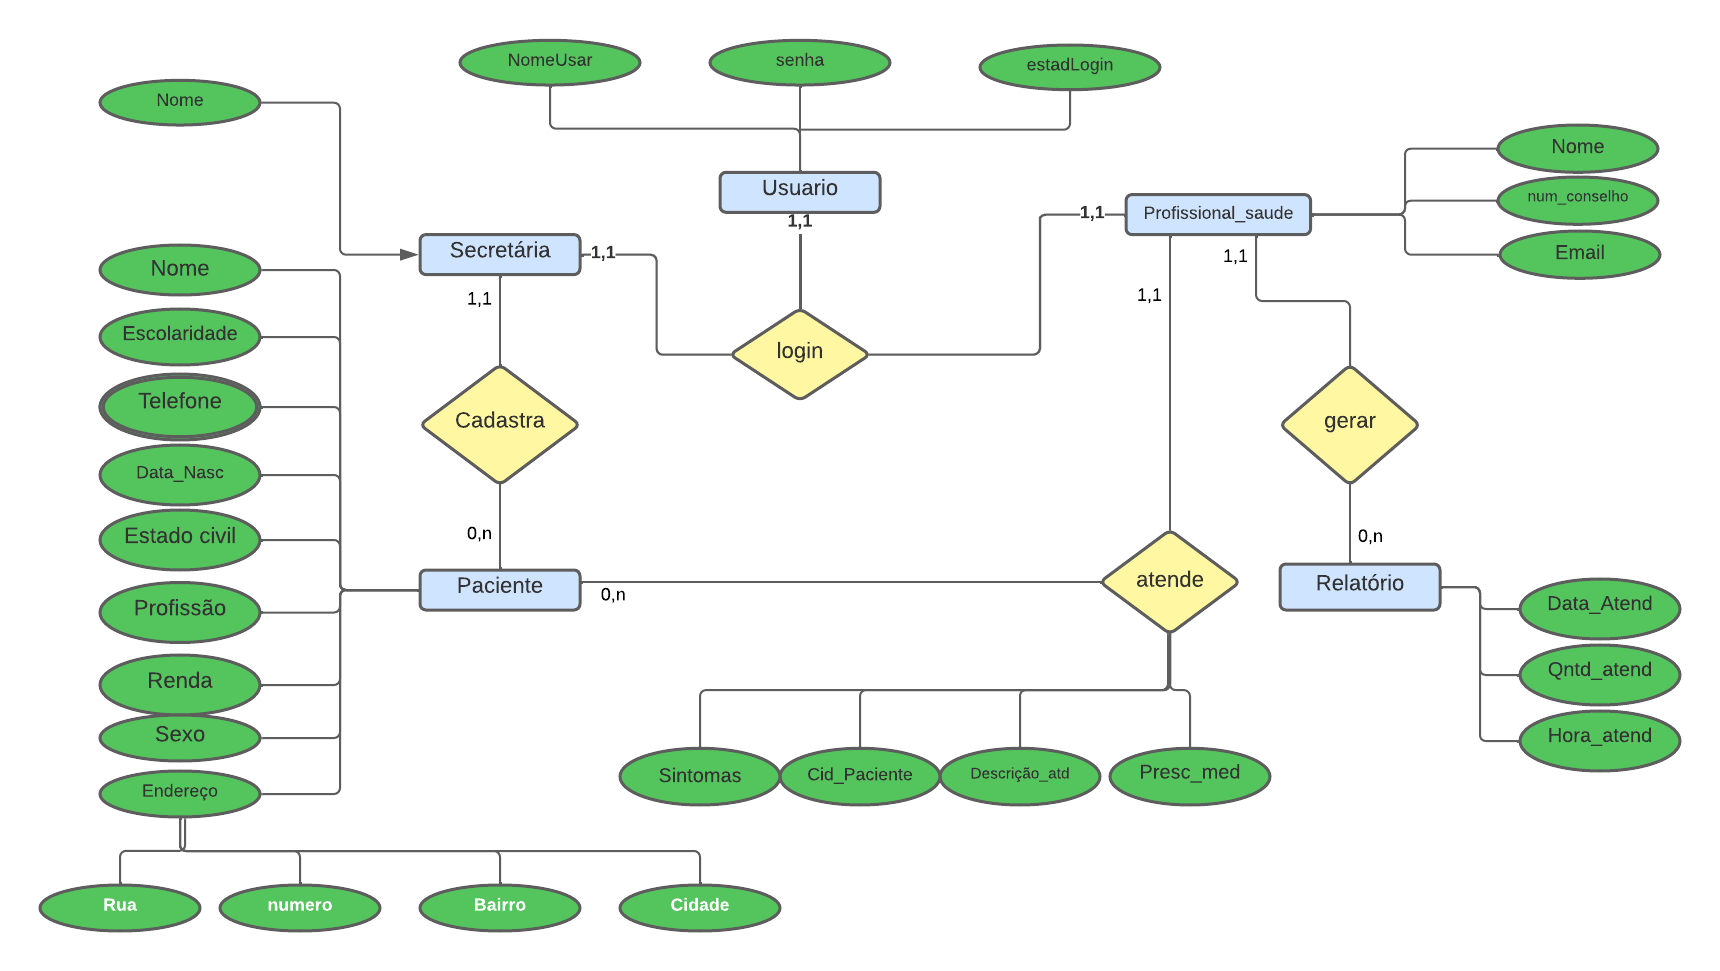 NomeUsar
senha
estadLogin
Nome
Nome
num_conselho
Email
Usuario
1,1
Profissional_saude
1,1
Secretária
1,1
1,1
1,1
1,1
Nome
Escolaridade
Telefone
Data_Nasc
Estado civil
Profissão
Renda
Sexo
Endereço
login
Cadastra
gerar
0,n
0,n
Paciente
0,n
atende
Relatório
Data_Atend
Qntd_atend
Hora_atend
Sintomas
Cid_Paciente
Descrição_atd
Presc_med
Rua
numero
Bairro
Cidade